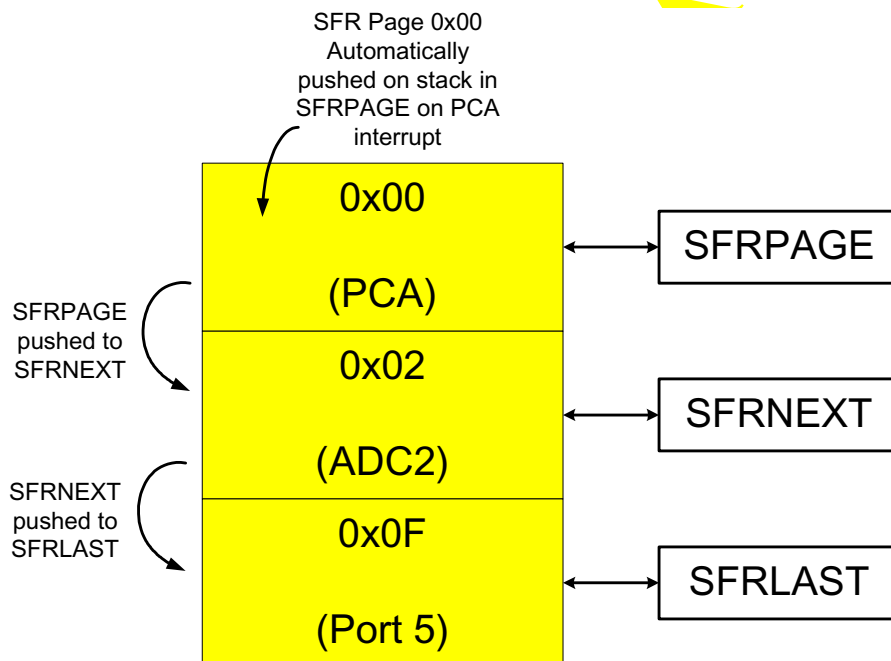 SFR Page 0x00
Automatically
pushed on stack in
SFRPAGE on PCA
interrupt
0x00
(PCA)
SFRPAGE
SFRPAGE
pushed to
SFRNEXT
0x02
(ADC2)
SFRNEXT
SFRNEXT
pushed to
SFRLAST
0x0F
(Port 5)
SFRLAST